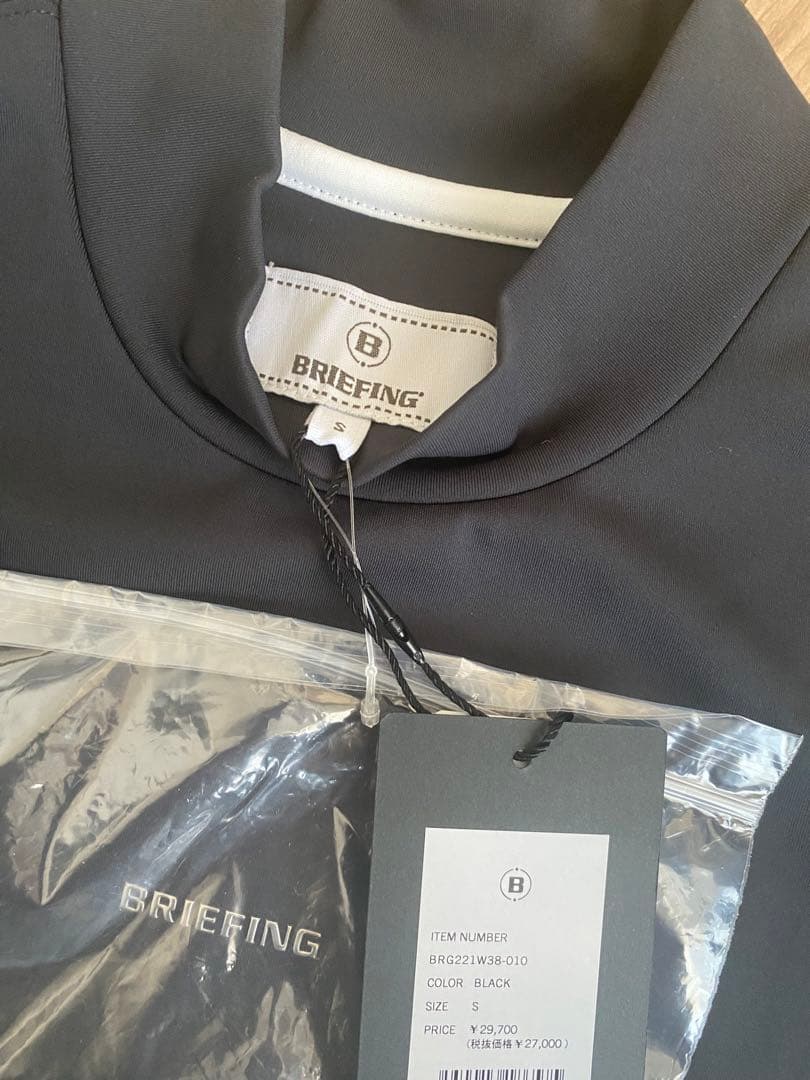 B
BRIEFING
S
BRIEFING
B
ITEM NUMBER
BRG221W38-010
COLOR BLACK
SIZE S
PRICE ¥29,700
(税抜価格¥27,000)